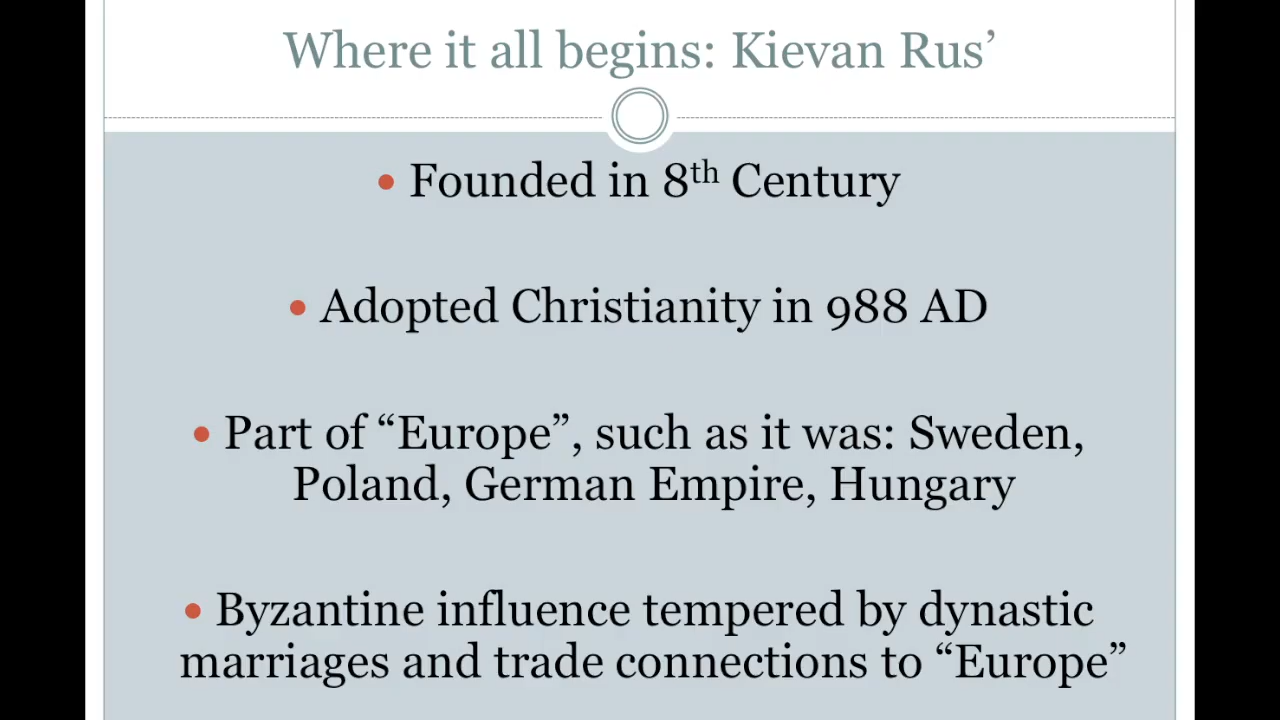 Where it all begins: Kievan Rus’
• Founded in 8th Century
• Adopted Christianity in 988 AD
• Part of “Europe”, such as it was: Sweden,
Poland, German Empire, Hungary
• Byzantine influence tempered by dynastic
marriages and trade connections to “Europe”